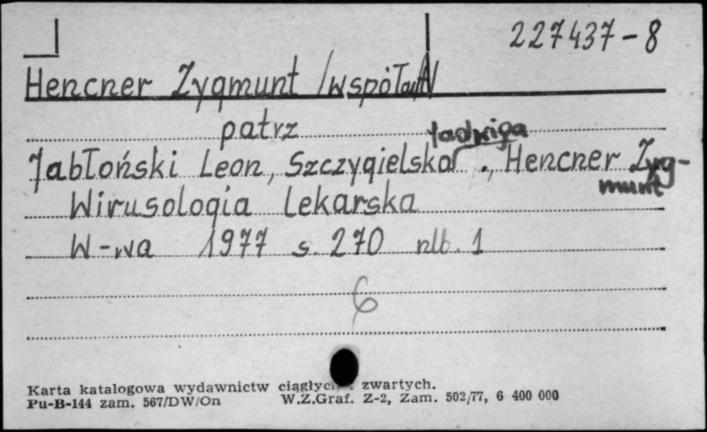 227437-8
Hencner Zygmunt /współaut/
patrz
Jabłoński Leon, Szczygielska Jadwiga, Hencner Zygmunt
Wirusologia lekarska
W-wa 1977 s. 270 nlb. 1
6
Karta katalogowa wydawnictw ciągłych i zwartych.
Pu-B-144 zam. 567/DW/On W.Z.Graf. Z-2, Zam. 502/77, 6 400 000